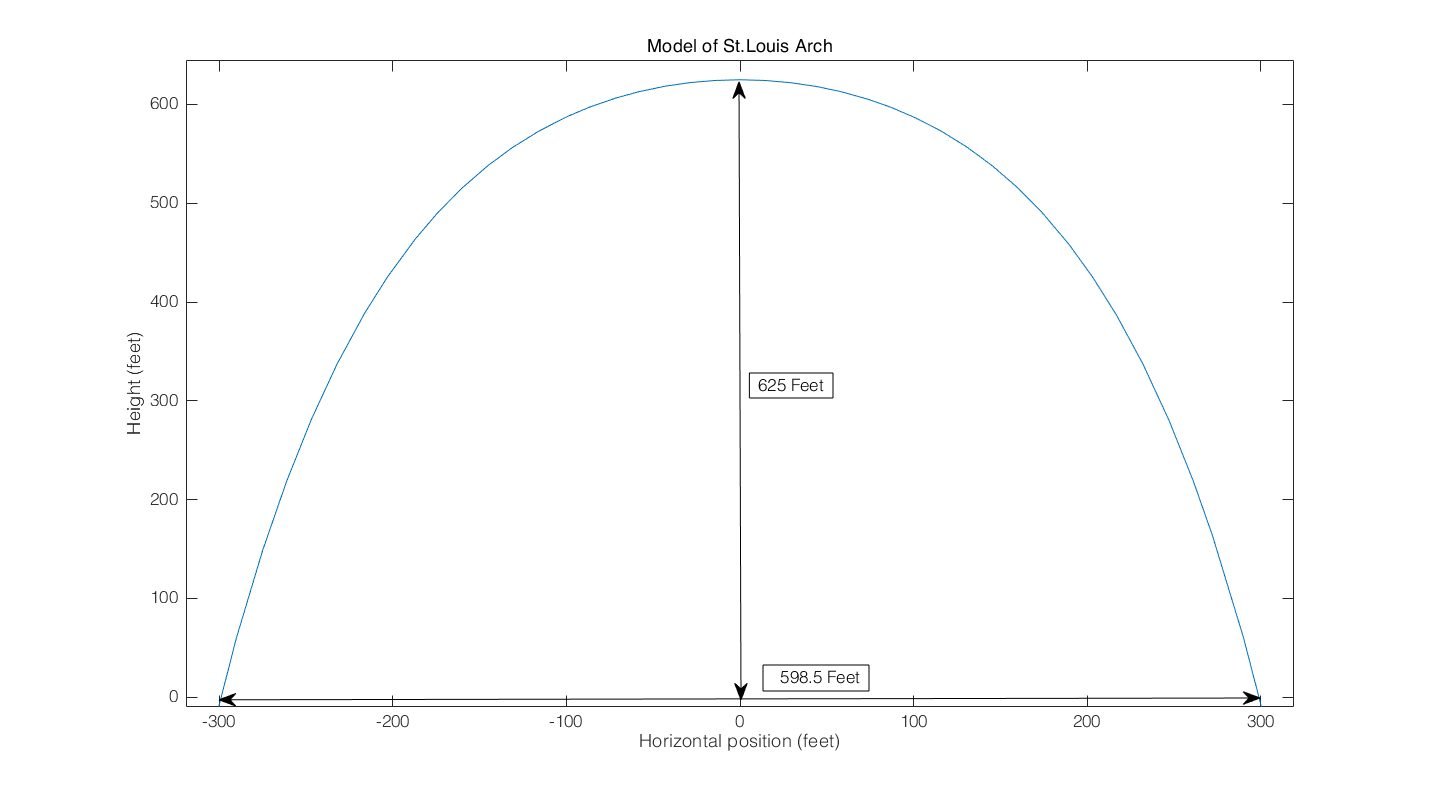 Model of St.Louis Arch
600
500
400
300
200
100
0
Height (feet)
625 Feet
598.5 Feet
-300 -200 -100 0 100 200 300
Horizontal position (feet)